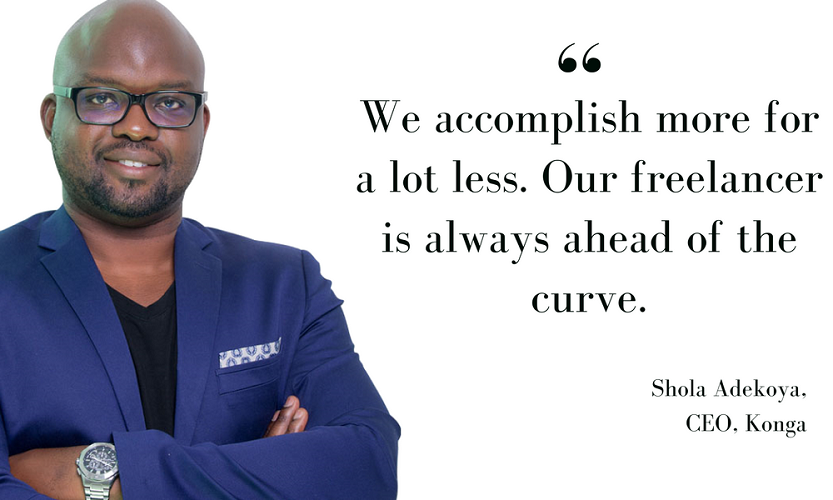 “
We accomplish more for
a lot less. Our freelancer
is always ahead of the
curve.
Shola Adekoya,
CEO, Konga